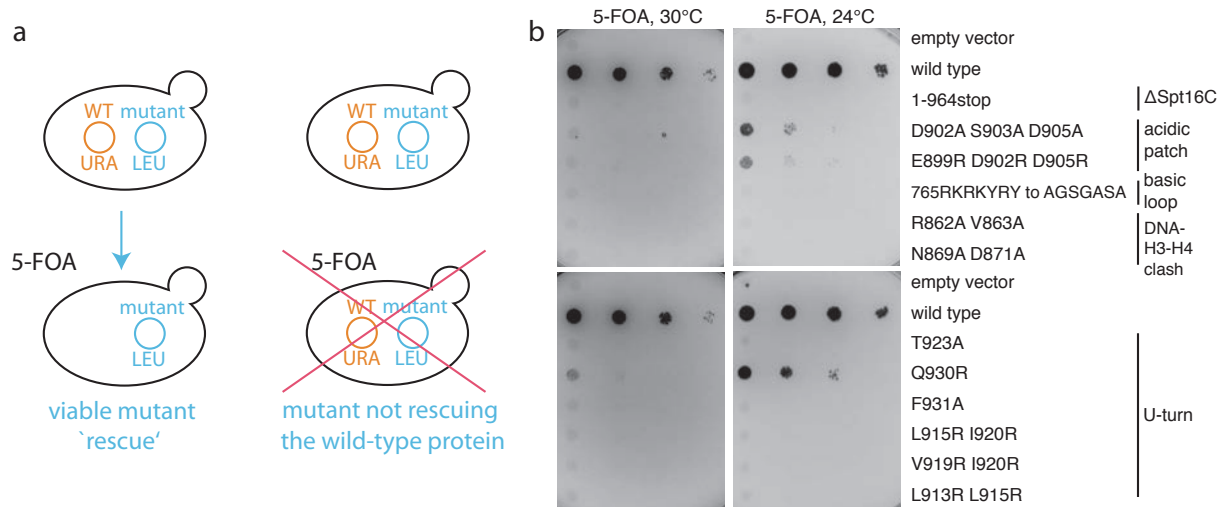 a
WT mutant
URA LEU
WT mutant
URA LEU
5-FOA
mutant
LEU
viable mutant
`rescue‘
5-FOA
WT mutant
URA LEU
mutant not rescuing
the wild-type protein
b
5-FOA, 30°C
5-FOA, 24°C
empty vector
wild type
1-964stop
D902A S903A D905A
E899R D902R D905R
765RKRKYRY to AGSGASA
R862A V863A
N869A D871A
ΔSpt16C
acidic
patch
basic
loop
DNA-
H3-H4
clash
empty vector
wild type
T923A
Q930R
F931A
L915R I920R
V919R I920R
L913R L915R
U-turn